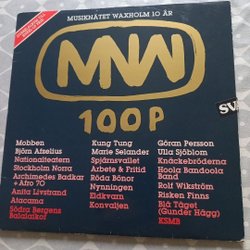 MUSIKNÄTET WAXHOLM 10 ÅR
MNW
100 P
Mobben
Björn Afzelius
Nationalteatern
Stockholm Norra
Archimedes Badkar
+ Afro 70
Anita Livstrand
Atacama
Södra Bergens
Balalaikor
Kung Tung
Marie Selander
Spjärnsvallet
Arbete & Fritid
Röda Bönor
Nynningen
Eldkvarn
Konvaljen
Göran Persson
Ulla Sjöblom
Knäckebröderna
Hoola Bandoola
Band
Rolf Wikström
Risken Finns
Blå Tåget
(Gunder Hägg)
KSMB